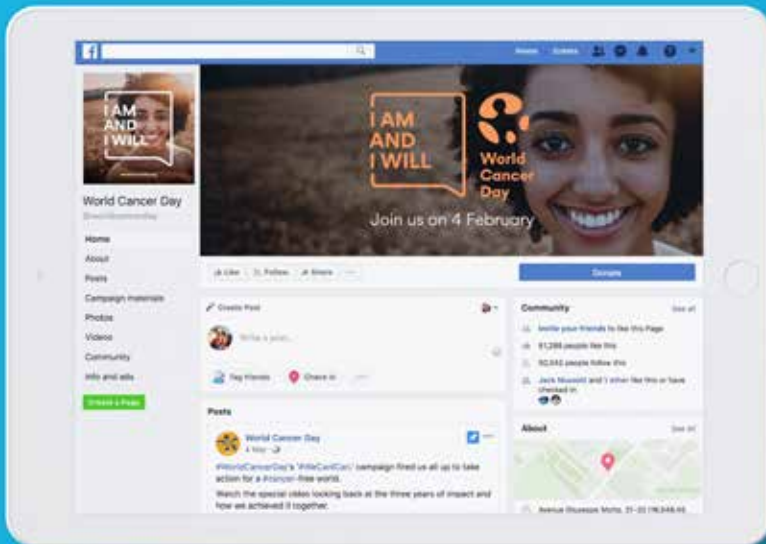 I AM
AND
I WILL
World Cancer Day
Home
About
Posts
Campaign materials
Photos
Videos
Community
Info and ads
Create a Page
I AM
AND
I WILL
World
Cancer
Day
Join us on 4 February
Like Follow Share
Donate
Create Post
Write a post...
Tag friends Check in
Posts
World Cancer Day
4 May
#WorldCancerDay's '#WeCanICan' campaign fired us all up to take
action for a #cancer-free world.
Watch the special video looking back at the three years of impact and
how we achieved it together.
Community See all
Invite your friends to like this Page
people like this
people follow this
and 1 other like this or have
checked in
About See all
Avenue Giuseppe Motta, 31-33